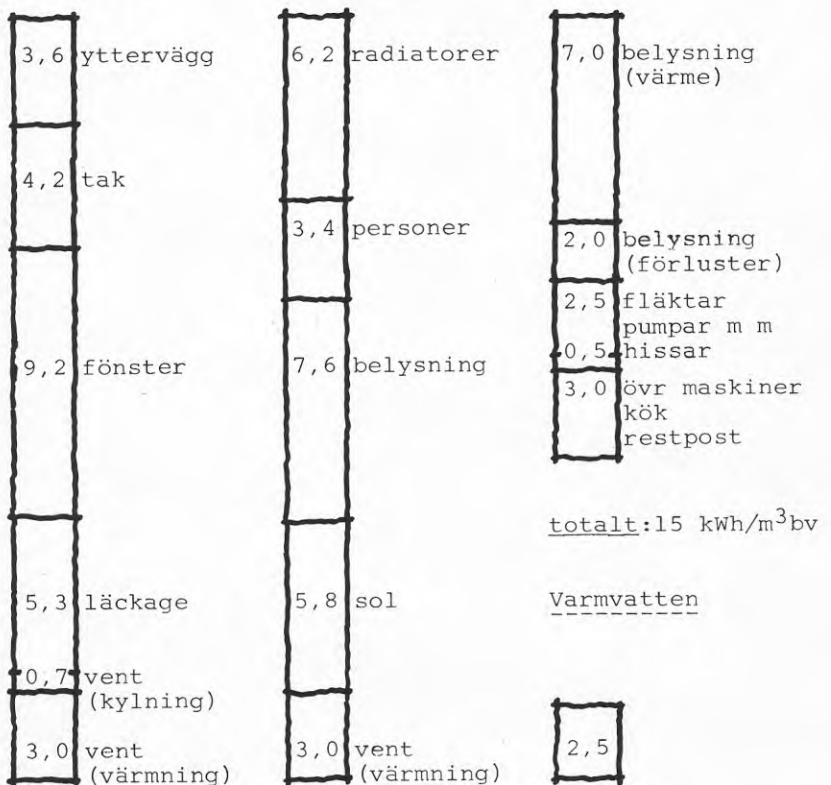 3,6 yttervägg
4,2 tak
9,2 fönster
5,3 läckage
0,7 vent
(kylning)
3,0 vent
(värmning)
6,2 radiatorer
3,4 personer
7,6 belysning
5,8 sol
3,0 vent
(värmning)
7,0 belysning
(värme)
2,0 belysning
(förluster)
2,5 fläktar
pumpar m m
0,5 hissar
3,0 övr maskiner
kök
restpost
totalt:15 kWh/m³bv
Varmvatten
2,5